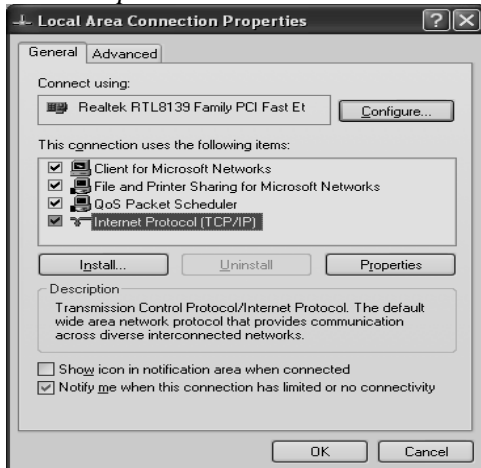 Local Area Connection Properties
General Advanced
Connect using:
Realtek RTL8139 Family PCI Fast Et Configure...
This connection uses the following items:
Client for Microsoft Networks
File and Printer Sharing for Microsoft Networks
QoS Packet Scheduler
Internet Protocol (TCP/IP)
Install... Uninstall Properties
Description
Transmission Control Protocol/Internet Protocol. The default
wide area network protocol that provides communication
across diverse interconnected networks.
Show icon in notification area when connected
Notify me when this connection has limited or no connectivity
OK Cancel